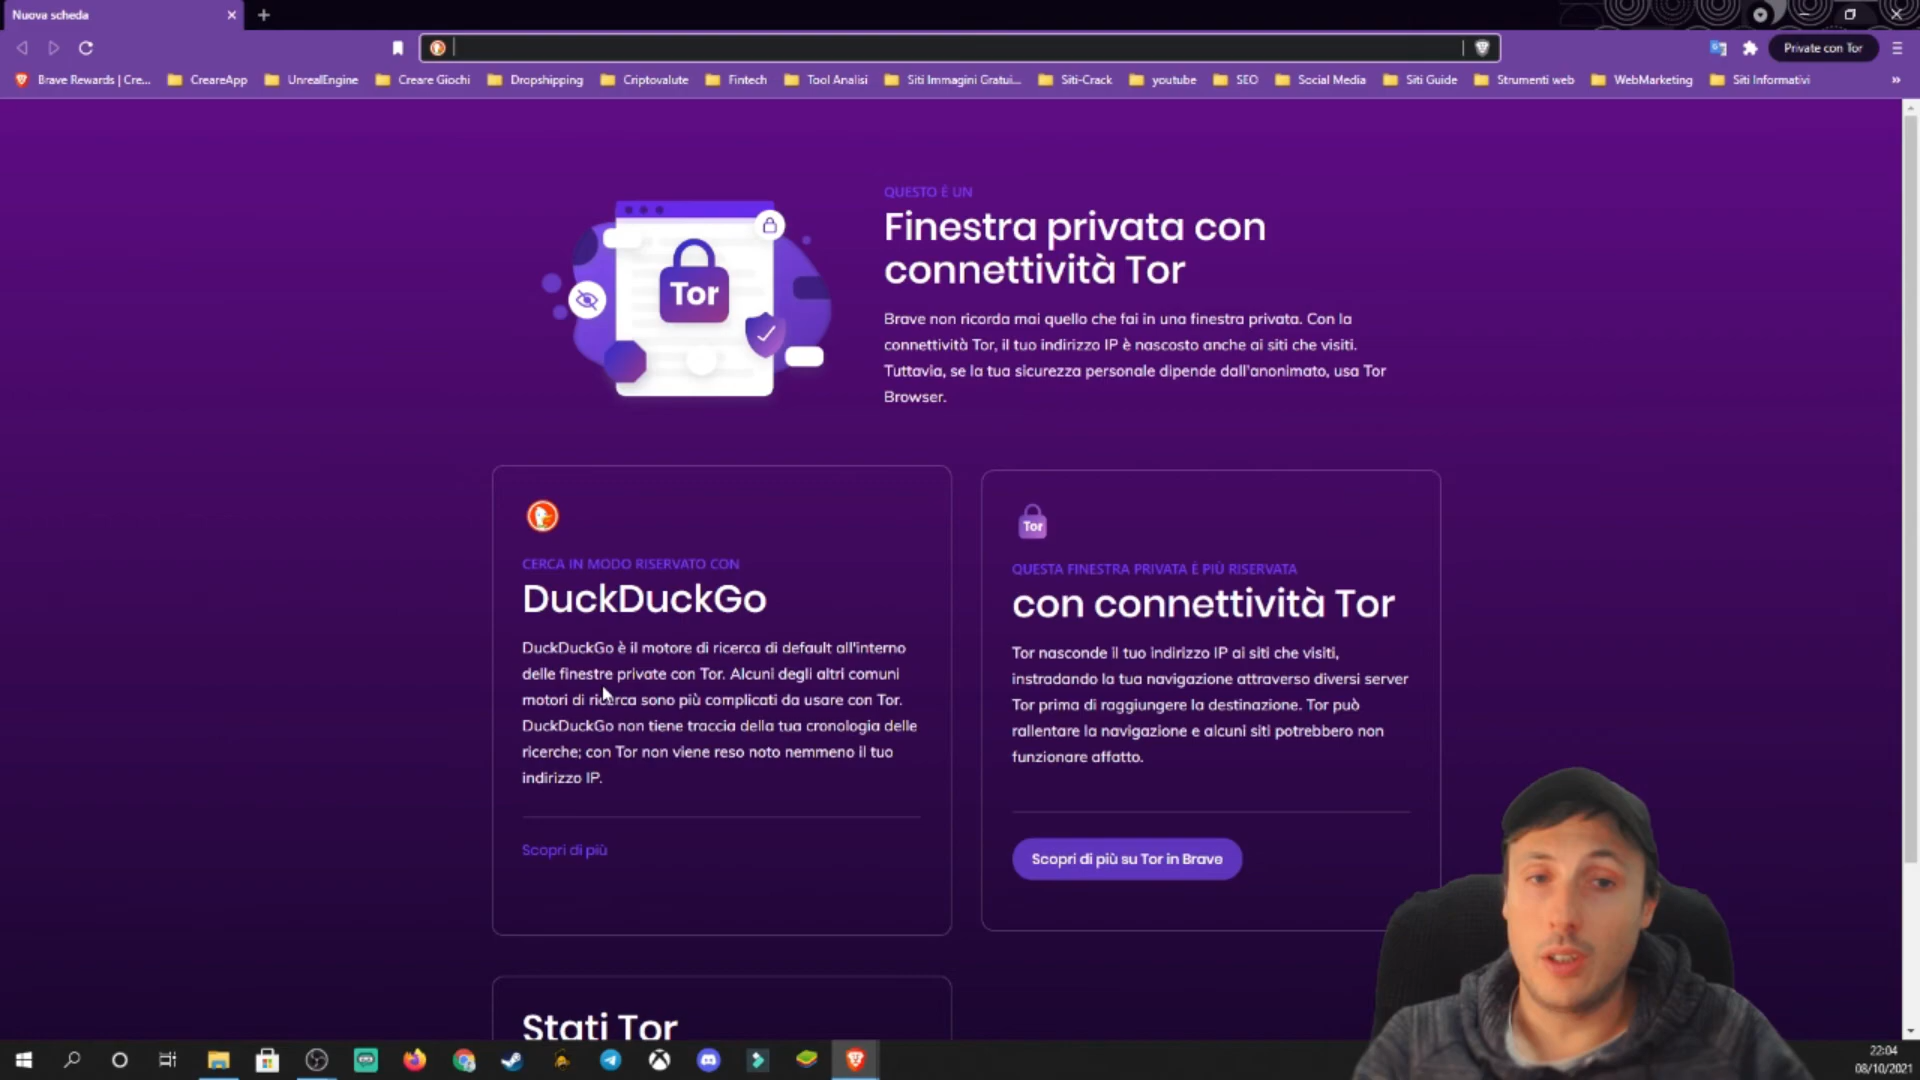 Nuova scheda
Private con Tor
Brave Rewards | Cre...
CreareApp
UnrealEngine
Creare Giochi
Dropshipping
Criptovalute
Fintech
Tool Analisi
Siti Immagini Gratui...
Siti-Crack
youtube
SEO
Social Media
Siti Guide
Strumenti web
WebMarketing
Siti Informativi
»
QUESTO È UN
Finestra privata con
connettività Tor
Brave non ricorda mai quello che fai in una finestra privata. Con la
connettività Tor, il tuo indirizzo IP è nascosto anche ai siti che visiti.
Tuttavia, se la tua sicurezza personale dipende dall'anonimato, usa Tor
Browser.
Tor
CERCA IN MODO RISERVATO CON
DuckDuckGo
DuckDuckGo è il motore di ricerca di default all'interno
delle finestre private con Tor. Alcuni degli altri comuni
motori di ricerca sono più complicati da usare con Tor.
DuckDuckGo non tiene traccia della tua cronologia delle
ricerche; con Tor non viene reso noto nemmeno il tuo
indirizzo IP.
Scopri di più
Tor
QUESTA FINESTRA PRIVATA È PIÙ RISERVATA
con connettività Tor
Tor nasconde il tuo indirizzo IP ai siti che visiti,
instradando la tua navigazione attraverso diversi server
Tor prima di raggiungere la destinazione. Tor può
rallentare la navigazione e alcuni siti potrebbero non
funzionare affatto.
Scopri di più su Tor in Brave
Stati Tor
22:04
08/10/2021